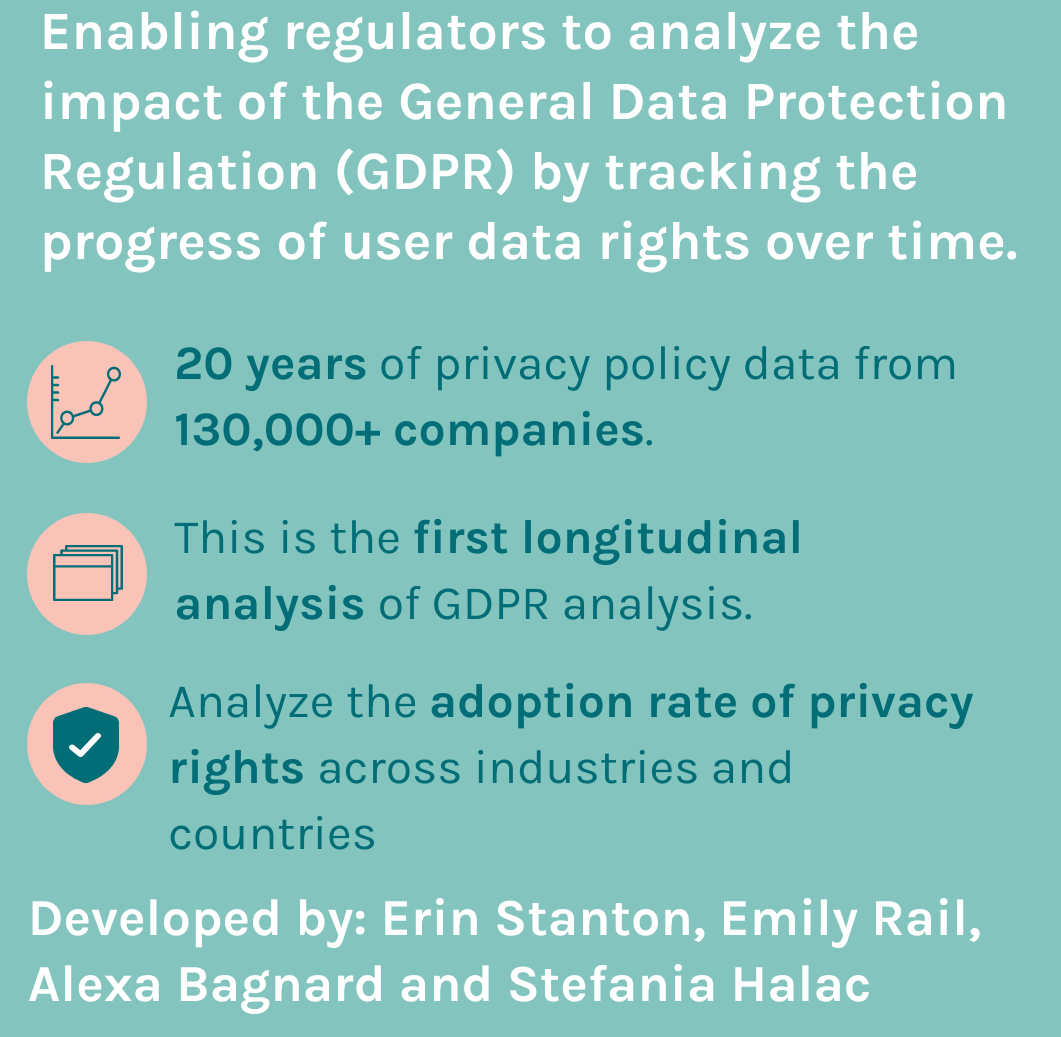 Enabling regulators to analyze the
impact of the General Data Protection
Regulation (GDPR) by tracking the
progress of user data rights over time.
20 years of privacy policy data from
130,000+ companies.
This is the first longitudinal
analysis of GDPR analysis.
Analyze the adoption rate of privacy
rights across industries and
countries
Developed by: Erin Stanton, Emily Rail,
Alexa Bagnard and Stefania Halac